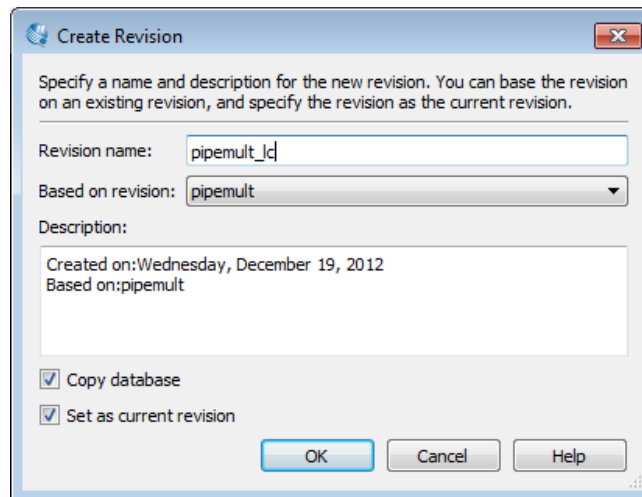 Create Revision
Specify a name and description for the new revision. You can base the revision
on an existing revision, and specify the revision as the current revision.
Revision name: pipemult_lc
Based on revision: pipemult
Description:
Created on:Wednesday, December 19, 2012
Based on:pipemult
Copy database
Set as current revision
OK Cancel Help